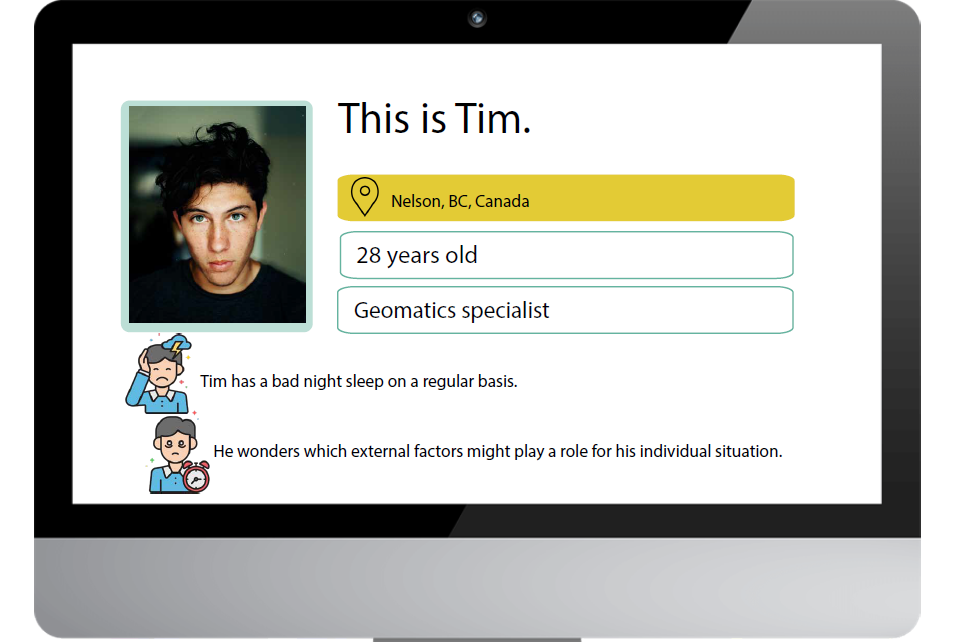 This is Tim.
Nelson, BC, Canada
28 years old
Geomatics specialist
Tim has a bad night sleep on a regular basis.
He wonders which external factors might play a role for his individual situation.